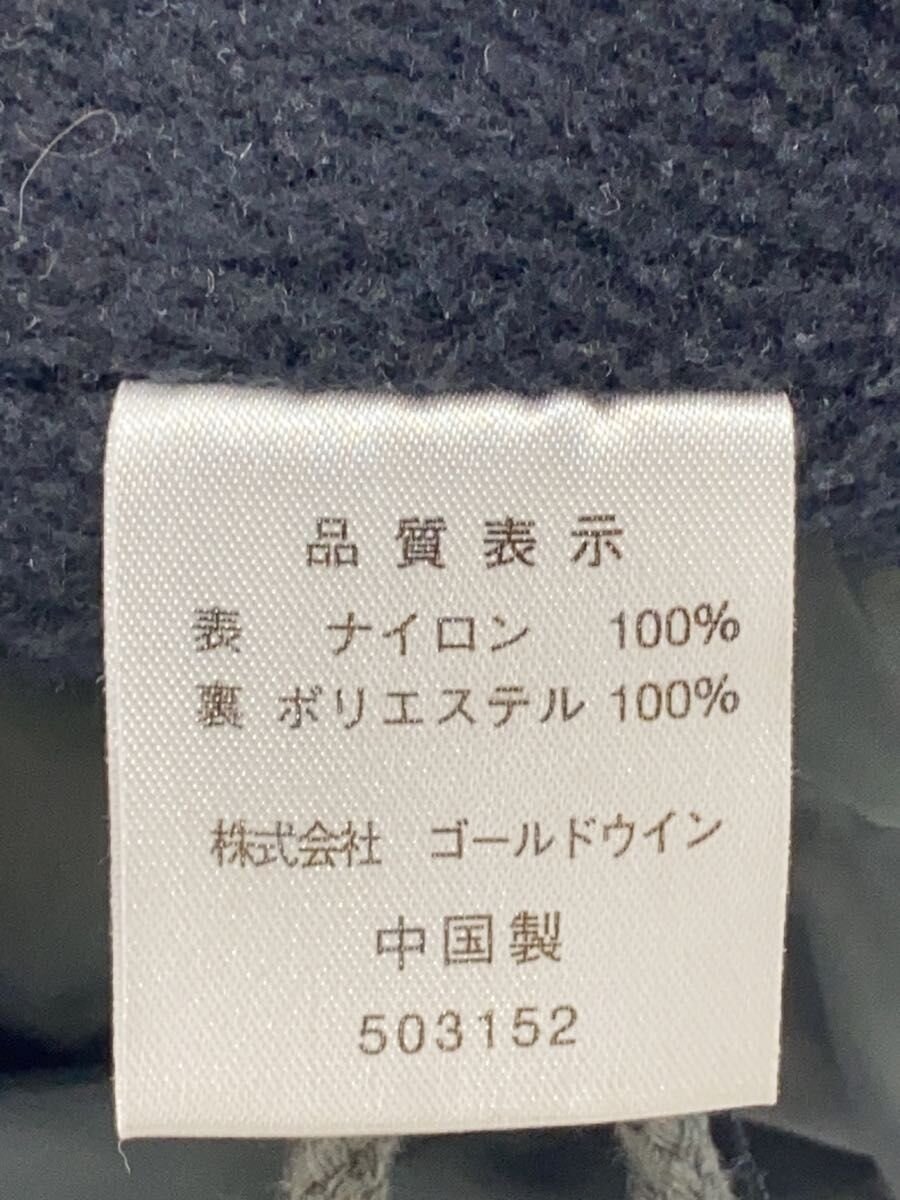 品質表示
表 ナイロン 100%
裏 ポリエステル 100%
株式会社 ゴールドウイン
中国製
503152